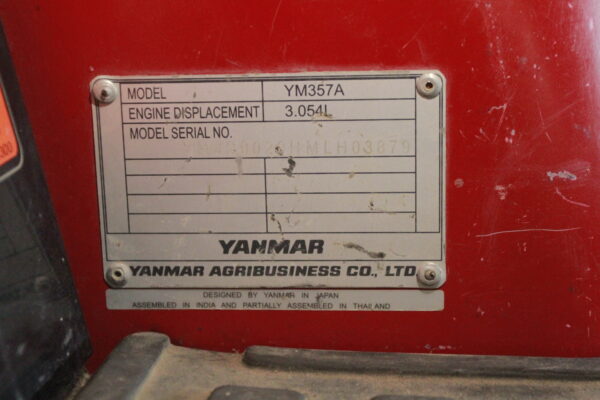 MODEL YM357A
ENGINE DISPLACEMENT 3.054L
MODEL SERIAL NO.
YANMAR
YANMAR AGRIBUSINESS CO., LTD.
DESIGNED BY YANMAR IN JAPAN
ASSEMBLED IN INDIA AND PARTIALLY ASSEMBLED IN THAILAND
300